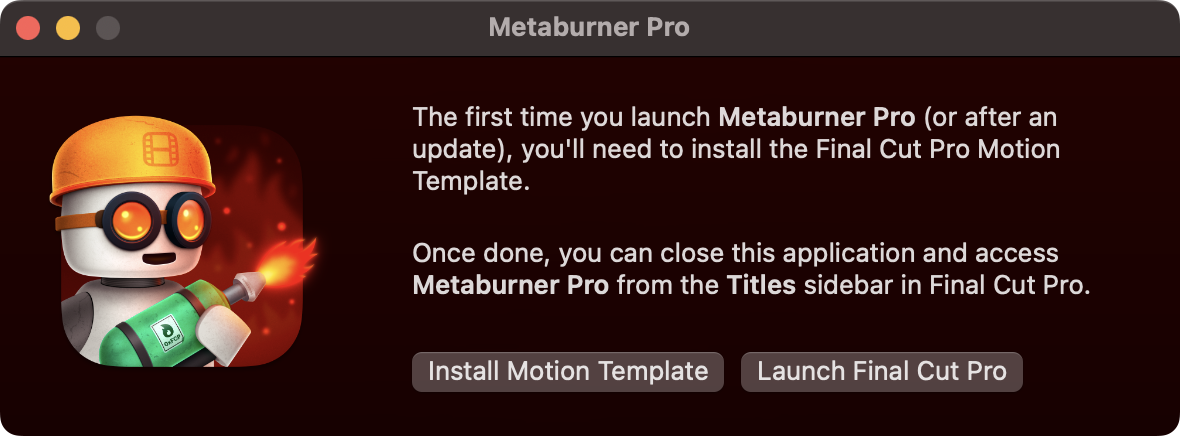 Metaburner Pro
The first time you launch Metaburner Pro (or after an
update), you'll need to install the Final Cut Pro Motion
Template.
Once done, you can close this application and access
Metaburner Pro from the Titles sidebar in Final Cut Pro.
Install Motion Template
Launch Final Cut Pro